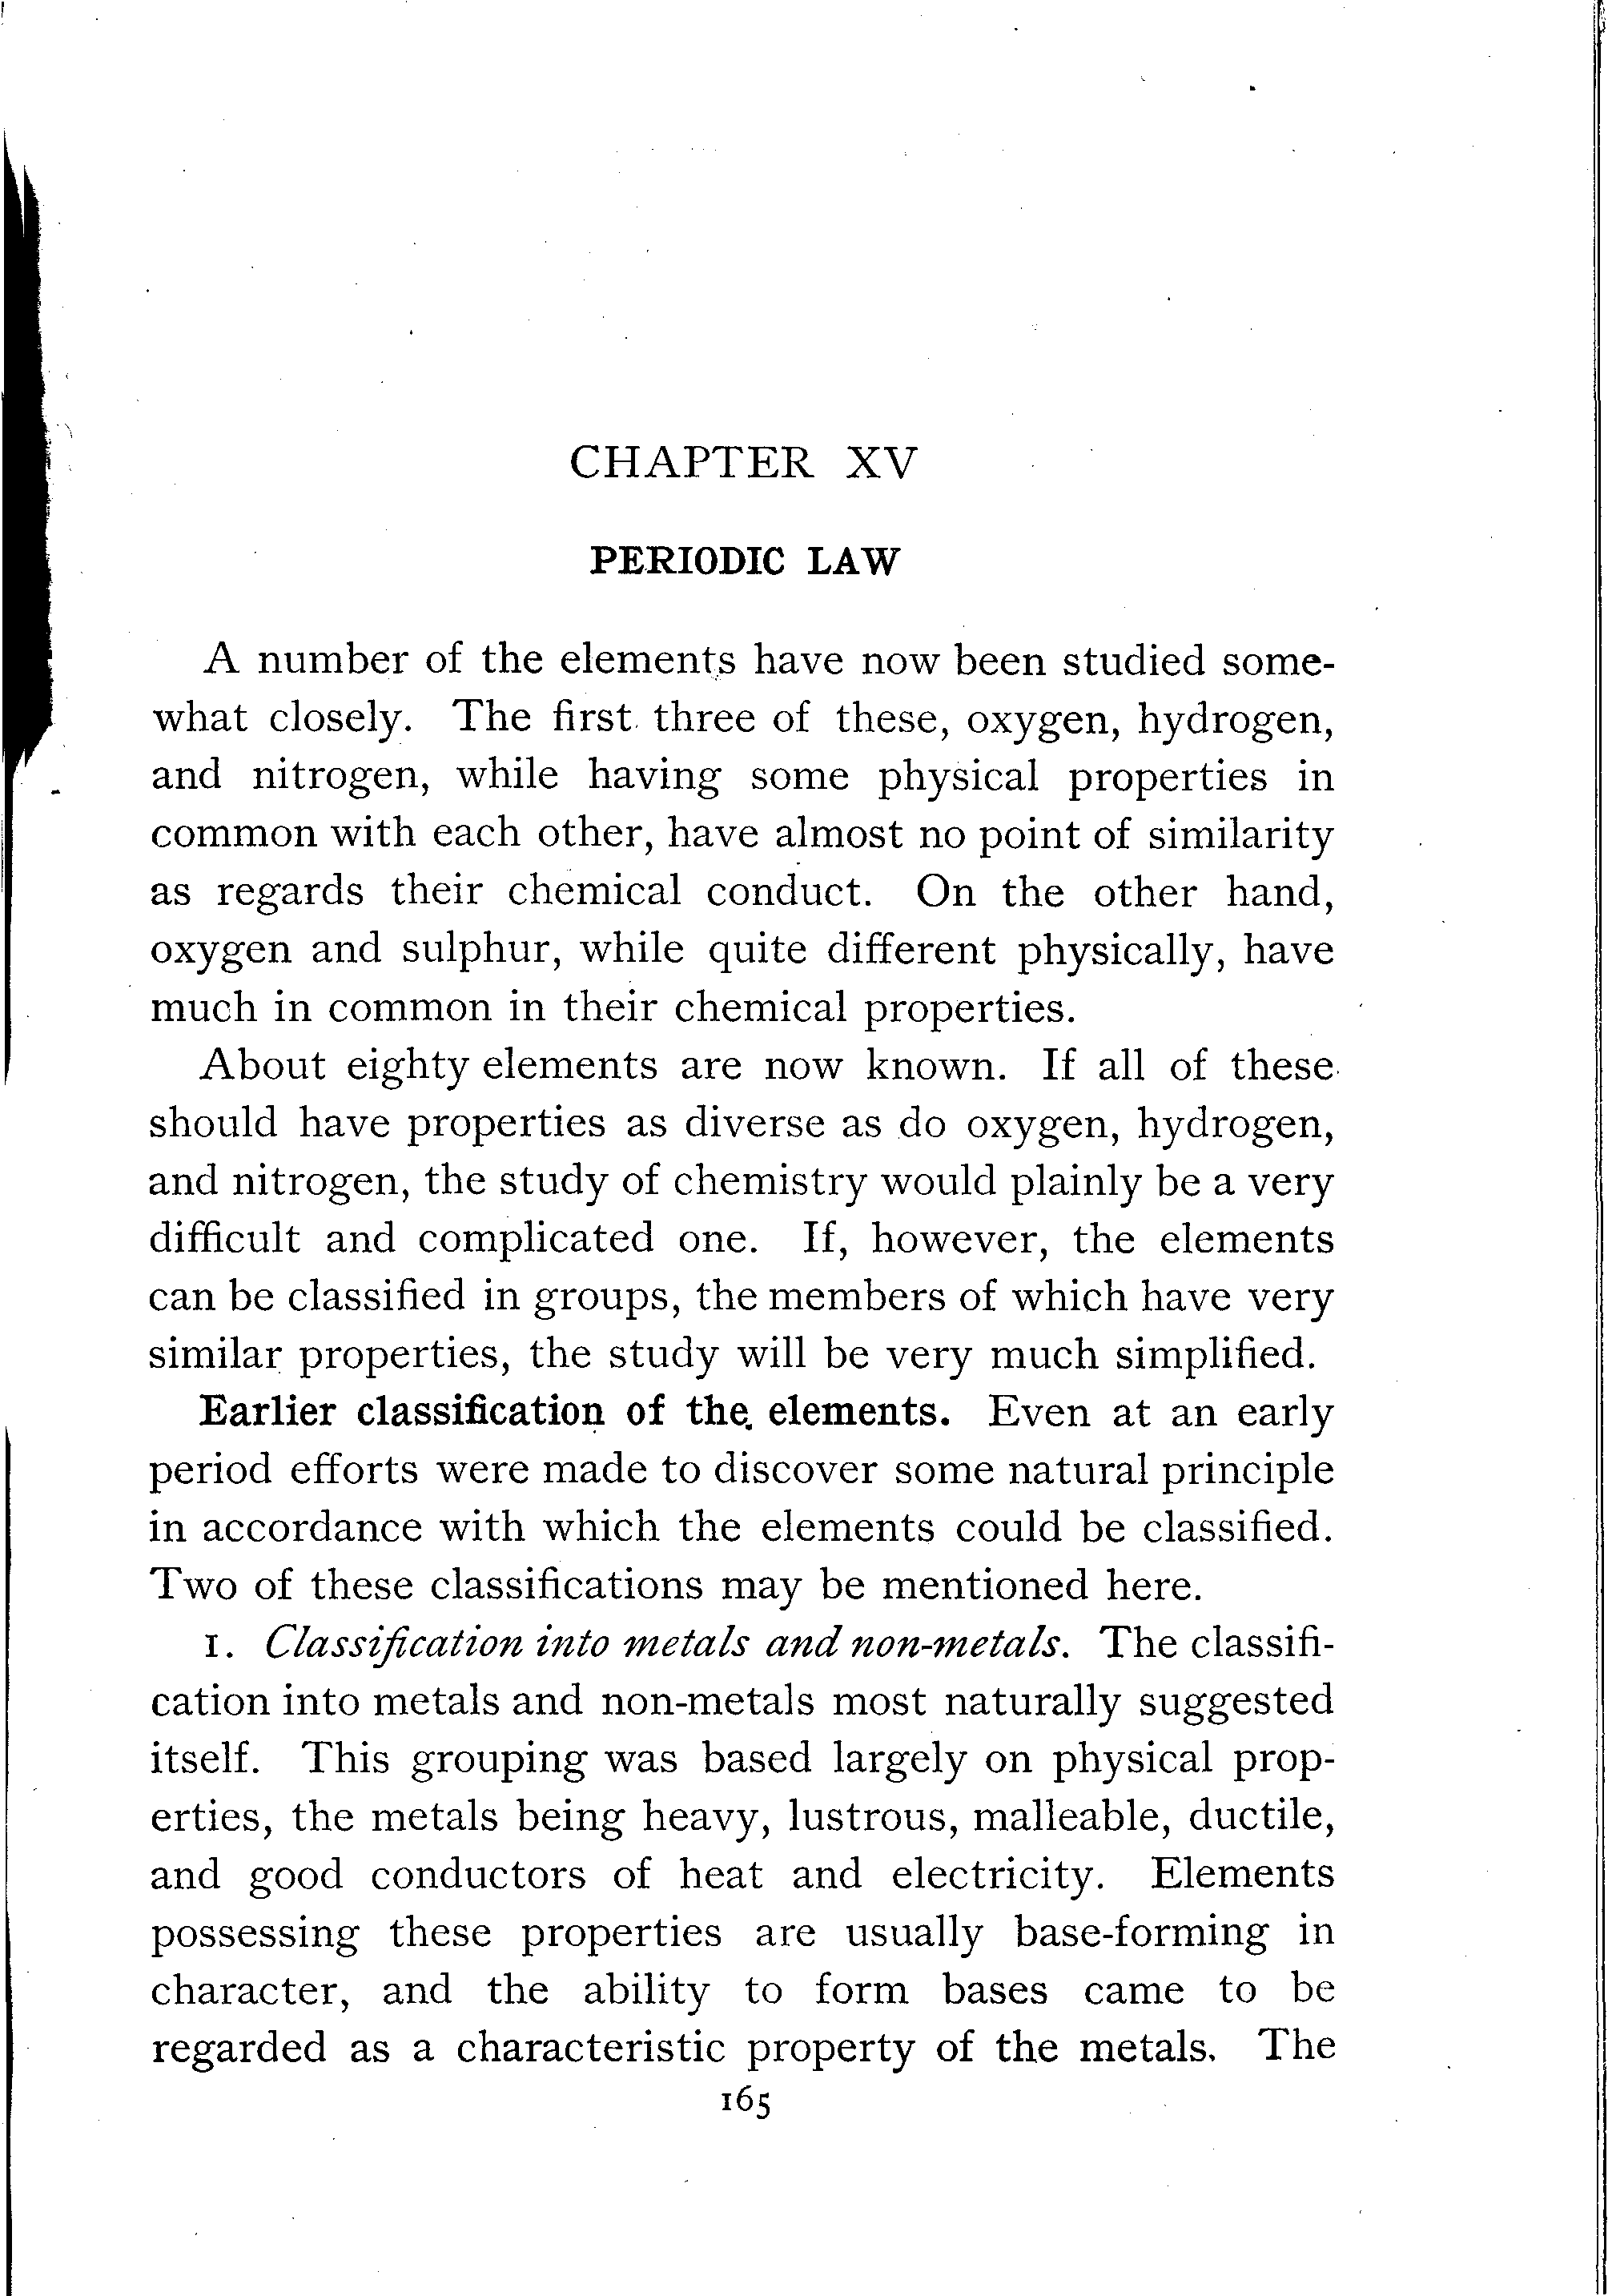 CHAPTER XV
PERIODIC LAW
A number of the elements have now been studied some-
what closely. The first three of these, oxygen, hydrogen,
and nitrogen, while having some physical properties in
common with each other, have almost no point of similarity
as regards their chemical conduct. On the other hand,
oxygen and sulphur, while quite different physically, have
much in common in their chemical properties.
About eighty elements are now known. If all of these
should have properties as diverse as do oxygen, hydrogen,
and nitrogen, the study of chemistry would plainly be a very
difficult and complicated one. If, however, the elements
can be classified in groups, the members of which have very
similar properties, the study will be very much simplified.
Earlier classification of the elements. Even at an early
period efforts were made to discover some natural principle
in accordance with which the elements could be classified.
Two of these classifications may be mentioned here.
1. Classification into metals and non-metals. The classifi-
cation into metals and non-metals most naturally suggested
itself. This grouping was based largely on physical prop-
erties, the metals being heavy, lustrous, malleable, ductile,
and good conductors of heat and electricity. Elements
possessing these properties are usually base-forming in
character, and the ability to form bases came to be
regarded as a characteristic property of the metals. The
165